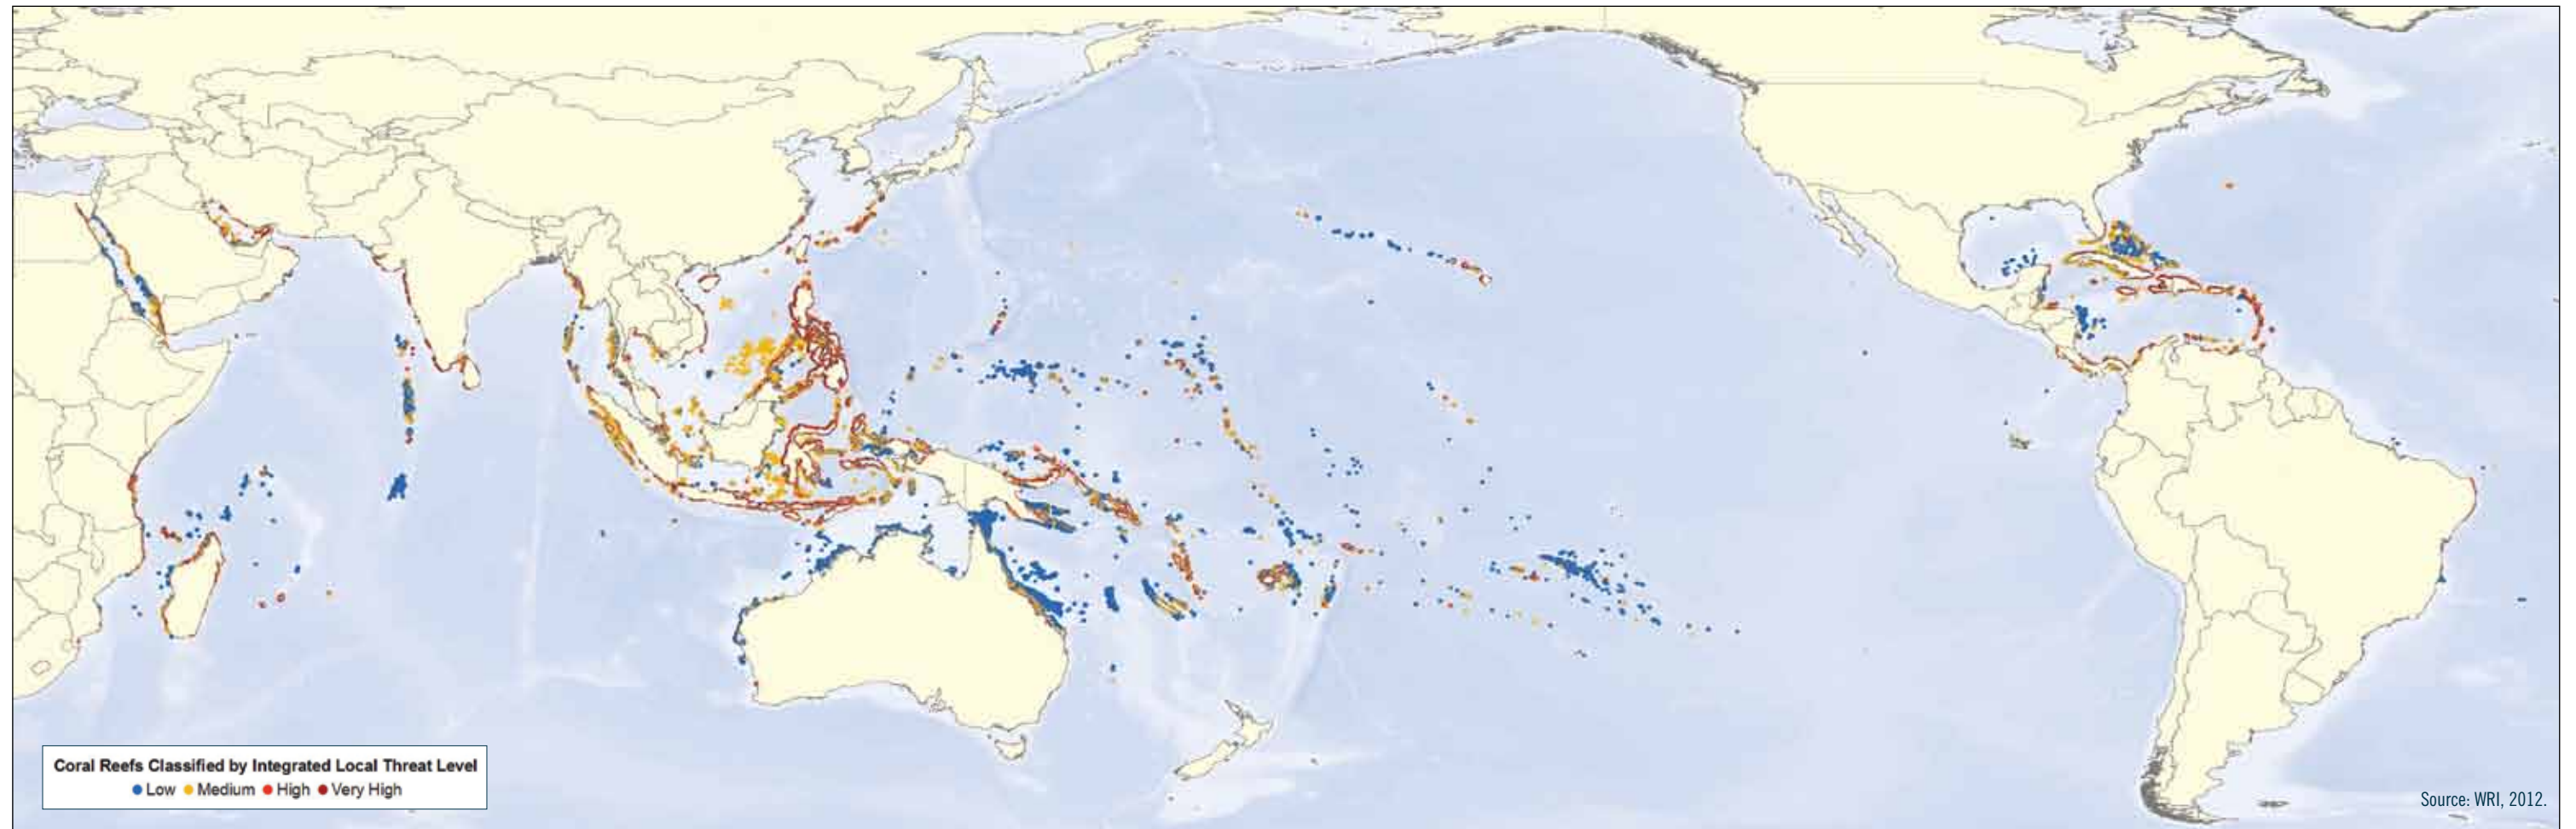 Coral Reefs Classified by Integrated Local Threat Level
Low Medium High Very High
Source: WRI, 2012.